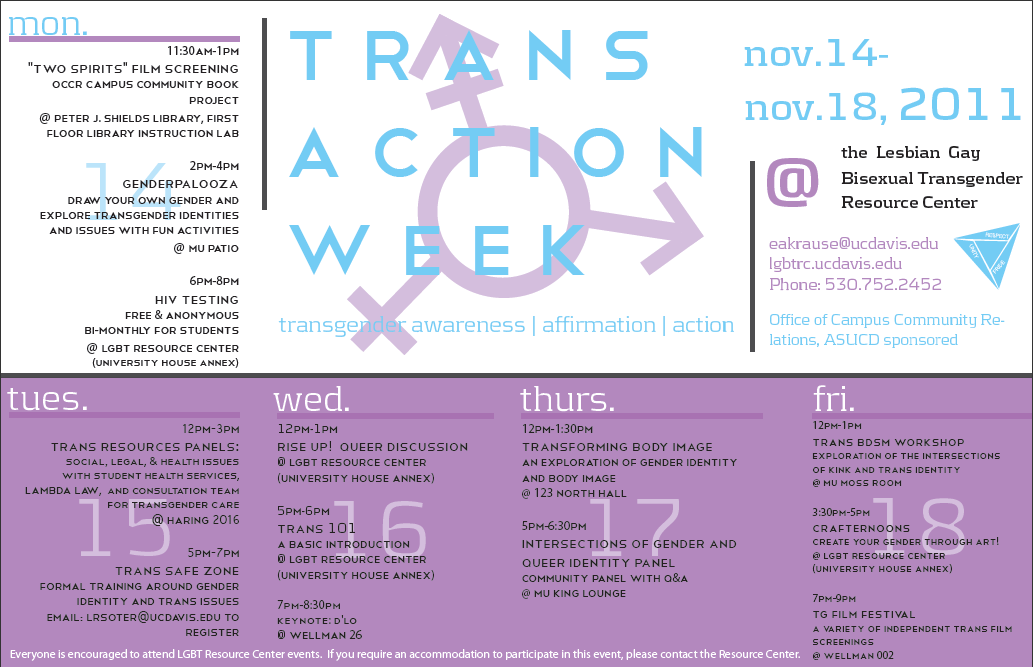 mon.
11:30AM-1PM
"TWO SPIRITS" FILM SCREENING
OCCR CAMPUS COMMUNITY BOOK
PROJECT
@ PETER J. SHIELDS LIBRARY, FIRST
FLOOR LIBRARY INSTRUCTION LAB
14
2PM-4PM
GENDERPALOOZA
DRAW YOUR OWN GENDER AND
EXPLORE TRANSGENDER IDENTITIES
AND ISSUES WITH FUN ACTIVITIES
@ MU PATIO
6PM-8PM
HIV TESTING
FREE & ANONYMOUS
BI-MONTHLY FOR STUDENTS
@ LGBT RESOURCE CENTER
(UNIVERSITY HOUSE ANNEX)
TRANS
ACTION
WEEK
transgender awareness | affirmation | action
nov.14-
nov.18, 2011
@
the Lesbian Gay
Bisexual Transgender
Resource Center
eakrause@ucdavis.edu
lgbtrc.ucdavis.edu
Phone: 530.752.2452
RESPECT
UNITY
PRIDE
Office of Campus Community Re-
lations, ASUCD sponsored
tues.
12PM-3PM
TRANS RESOURCES PANELS:
SOCIAL, LEGAL, & HEALTH ISSUES
WITH STUDENT HEALTH SERVICES,
LAMBDA LAW, AND CONSULTATION TEAM
FOR TRANSGENDER CARE
@ HARING 2016
15
5PM-7PM
TRANS SAFE ZONE
FORMAL TRAINING AROUND GENDER
IDENTITY AND TRANS ISSUES
EMAIL: LRSOTER@UCDAVIS.EDU TO
REGISTER
wed.
12PM-1PM
RISE UP! QUEER DISCUSSION
@ LGBT RESOURCE CENTER
(UNIVERSITY HOUSE ANNEX)
16
5PM-6PM
TRANS 101
A BASIC INTRODUCTION
@ LGBT RESOURCE CENTER
(UNIVERSITY HOUSE ANNEX)
7PM-8:30PM
KEYNOTE: D'LO
@ WELLMAN 26
thurs.
12PM-1:30PM
TRANSFORMING BODY IMAGE
AN EXPLORATION OF GENDER IDENTITY
AND BODY IMAGE
@ 123 NORTH HALL
17
5PM-6:30PM
INTERSECTIONS OF GENDER AND
QUEER IDENTITY PANEL
COMMUNITY PANEL WITH Q&A
@ MU KING LOUNGE
fri.
12PM-1PM
TRANS BDSM WORKSHOP
EXPLORATION OF THE INTERSECTIONS
OF KINK AND TRANS IDENTITY
@ MU MOSS ROOM
18
3:30PM-5PM
CRAFTERNOONS
CREATE YOUR GENDER THROUGH ART!
@ LGBT RESOURCE CENTER
(UNIVERSITY HOUSE ANNEX)
7PM-9PM
TG FILM FESTIVAL
A VARIETY OF INDEPENDENT TRANS FILM
SCREENINGS
@ WELLMAN 002
Everyone is encouraged to attend LGBT Resource Center events. If you require an accommodation to participate in this event, please contact the Resource Center.